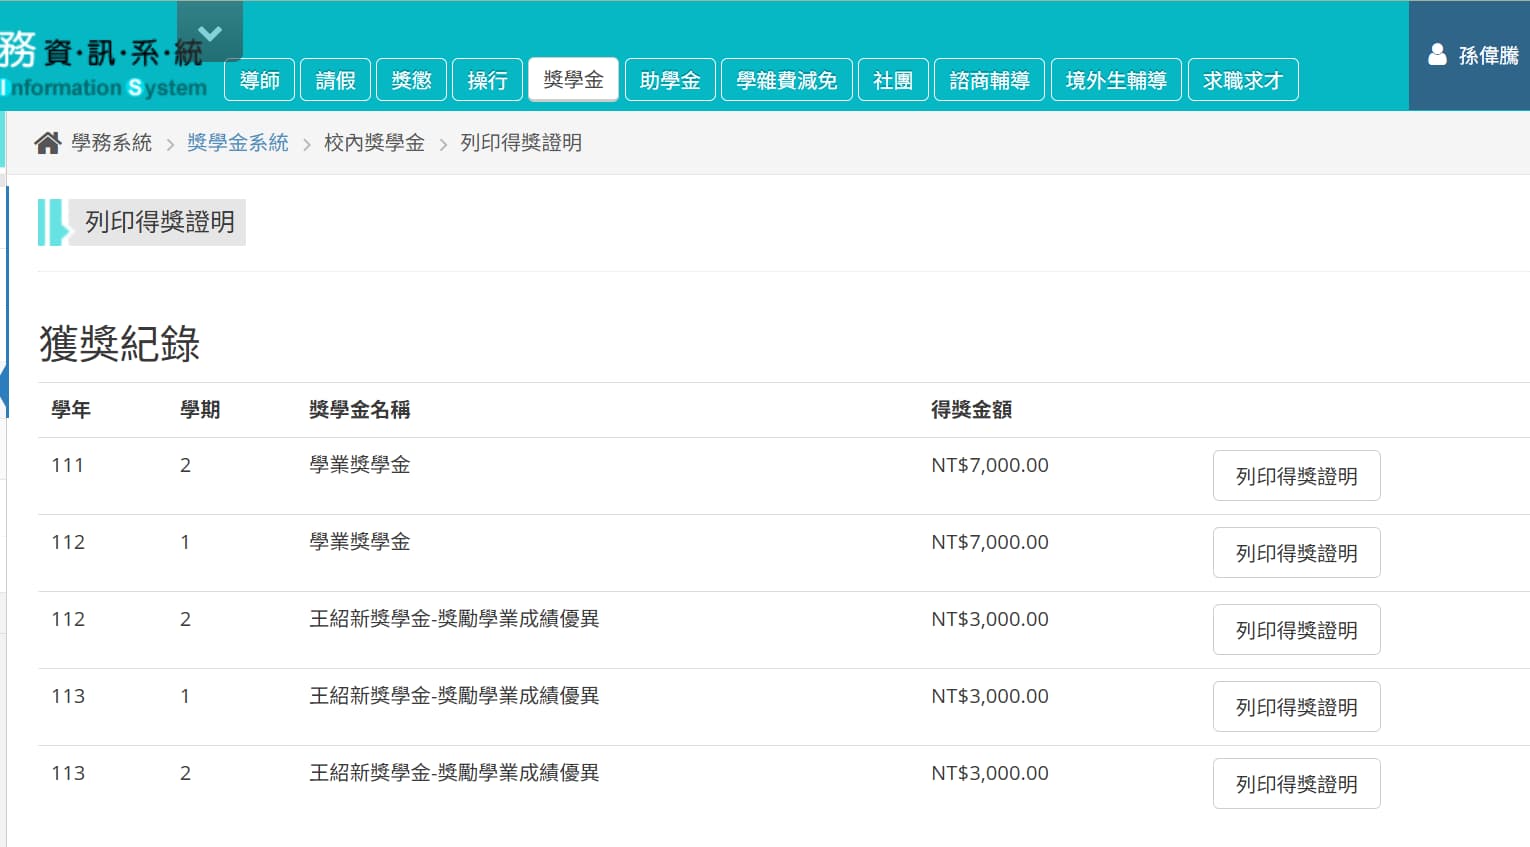 務 資·訊·系·統
Information System
導師 請假 獎懲 操行 獎學金 助學金 學雜費減免 社團 諮商輔導 境外生輔導 求職求才
孫偉騰
學務系統 > 獎學金系統 > 校內獎學金 > 列印得獎證明
列印得獎證明
獲獎紀錄
學年 學期 獎學金名稱 得獎金額
111 2 學業獎學金 NT$7,000.00 列印得獎證明
112 1 學業獎學金 NT$7,000.00 列印得獎證明
112 2 王紹新獎學金-獎勵學業成績優異 NT$3,000.00 列印得獎證明
113 1 王紹新獎學金-獎勵學業成績優異 NT$3,000.00 列印得獎證明
113 2 王紹新獎學金-獎勵學業成績優異 NT$3,000.00 列印得獎證明